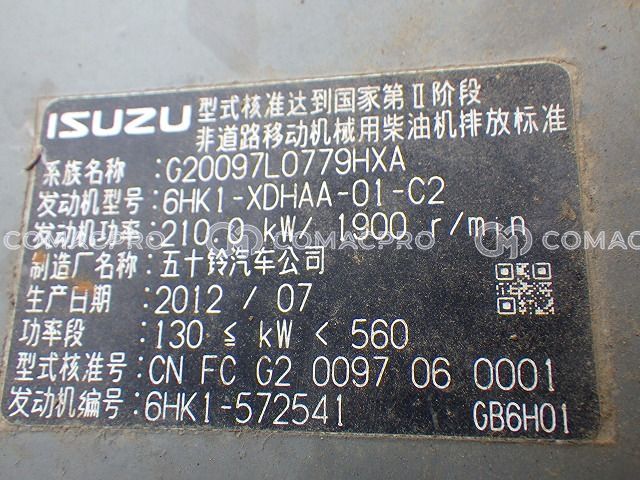 ISUZU 型式核准达到国家第Ⅱ阶段
非道路移动机械用柴油机排放标准
系族名称 : G20097L0779HXA
发动机型号 : 6HK1-XDHAA-01-C2
发动机功率 : 210.0 kW/ 1900 r/min
COMACPRO COMACPRO COMACPRO
制造厂名称 : 五十铃汽车公司
生产日期 : 2012 / 07
功率段 : 130 ≤ kW < 560
型式核准号 : CN FC G2 0097 06 0001
发动机编号 : 6HK1-572541 GB6H01